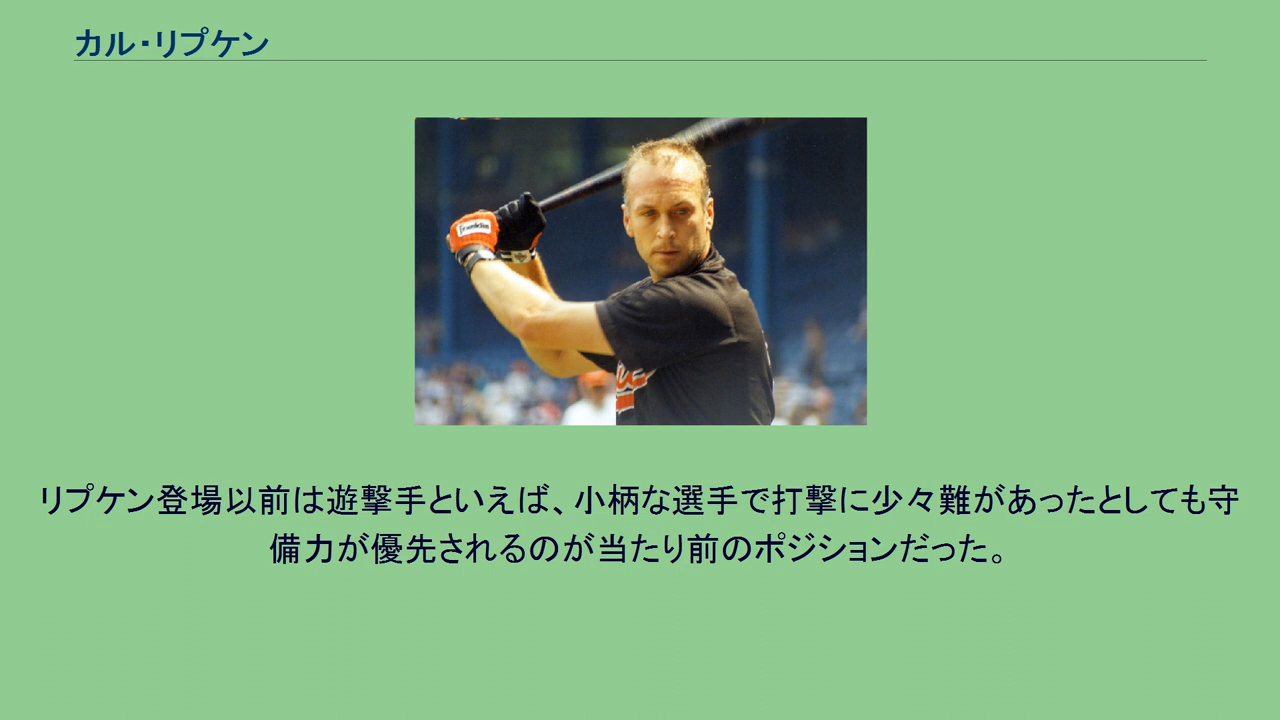 カル・リプケン
Franklin
リプケン登場以前は遊撃手といえば、小柄な選手で打撃に少々難があったとしても守
備力が優先されるのが当たり前のポジションだった。